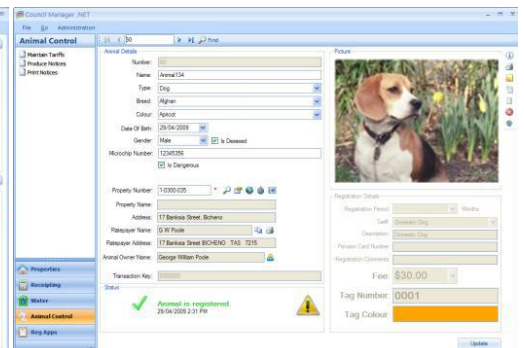 Council Manager .NET
File Go Administration
Animal Control
50
Find
Maintain Tariffs
Produce Notices
Print Notices
Animal Details
Number:
Name: Animal134
Type: Dog
Breed: Afghan
Colour: Apricot
Date Of Birth: 29/04/2009
Gender: Male Is Desexed
Microchip Number: 12345356
Is Dangerous
Property Number: 1-0300-035
Property Name:
Address: 17 Banksia Street, Bicheno
Ratepayer Name: G W Poole
Ratepayer Address: 17 Banksia Street BICHENO TAS 7215
Animal Owner Name: George William Poole
Transaction Key:
Status
Animal is registered.
29/04/2009 2:31 PM
Picture
Registration Details
Registration Period: Months
Tariff: Domestic Dog
Description: Domestic Dog
Pension Card Number:
Registration Comments:
Fee: $30.00
Tag Number: 0001
Tag Colour:
Update
Properties
Receipting
Water
Animal Control
Reg Apps